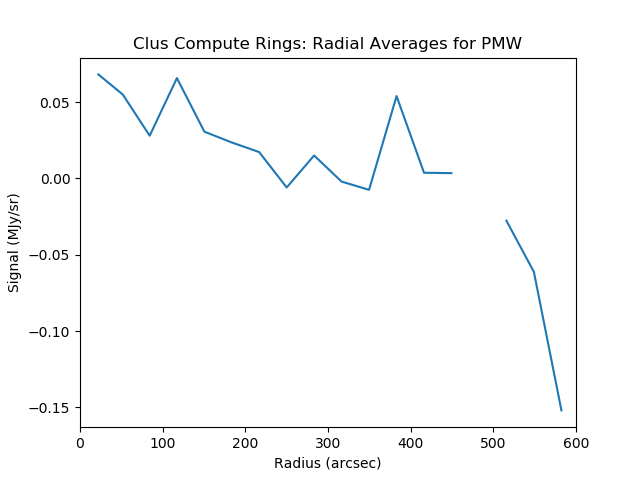 Clus Compute Rings: Radial Averages for PMW
0.05
0.00
−0.05
−0.10
−0.15
Signal (MJy/sr)
0 100 200 300 400 500 600
Radius (arcsec)